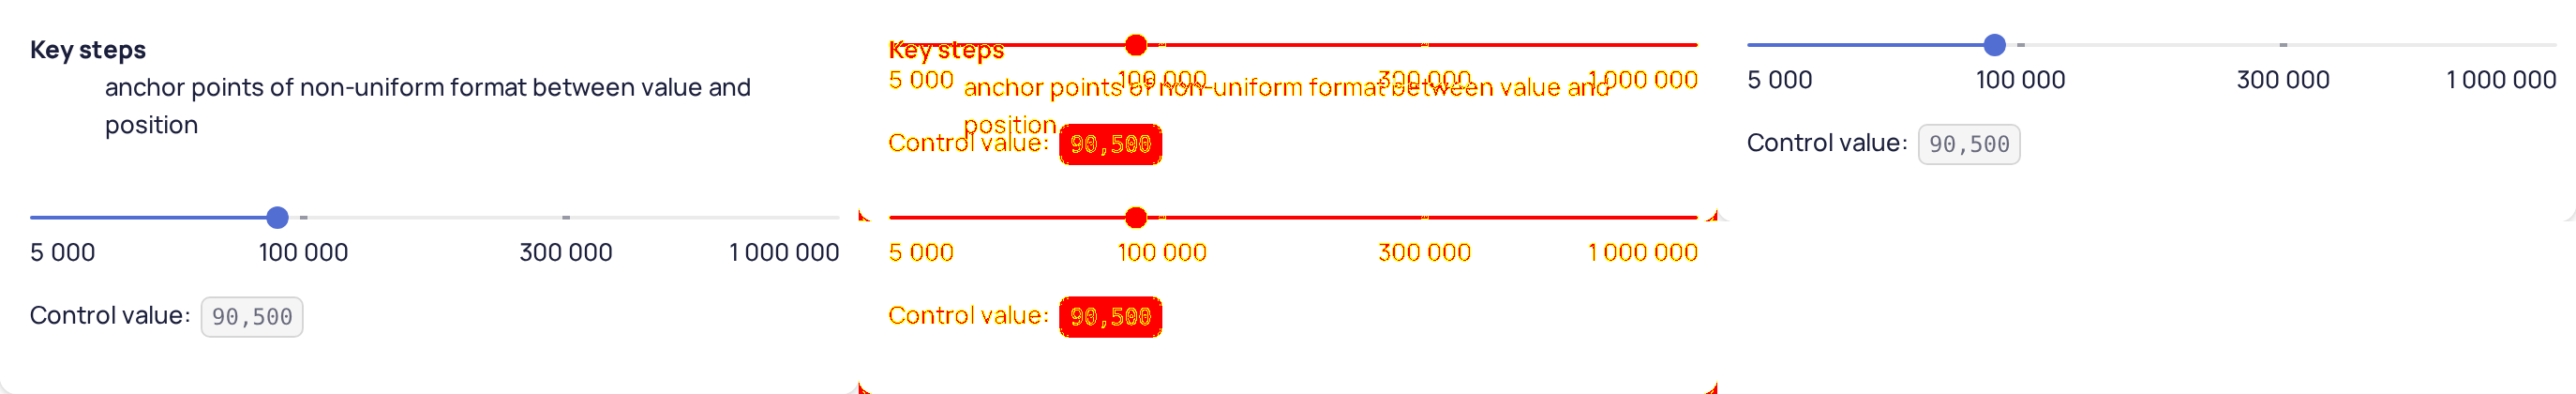 Key steps
anchor points of non-uniform format between value and
position
5 000 100 000 300 000 1 000 000
Control value: 90,500
Key steps
5 000 100 000 300 000 1 000 000
anchor points of non-uniform format between value and
position
Control value: 90,500
5 000 100 000 300 000 1 000 000
Control value: 90,500
5 000 100 000 300 000 1 000 000
Control value: 90,500